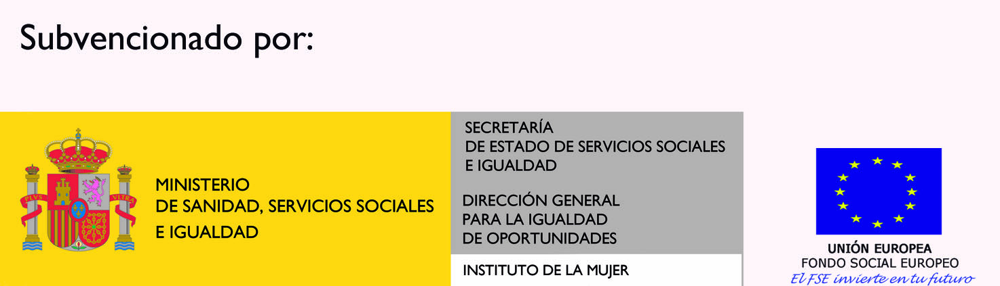 Subvencionado por:
PLVS VLTRA
MINISTERIO
DE SANIDAD, SERVICIOS SOCIALES
E IGUALDAD
SECRETARÍA
DE ESTADO DE SERVICIOS SOCIALES
E IGUALDAD
DIRECCIÓN GENERAL
PARA LA IGUALDAD
DE OPORTUNIDADES
INSTITUTO DE LA MUJER
UNIÓN EUROPEA
FONDO SOCIAL EUROPEO
El FSE invierte en tu futuro